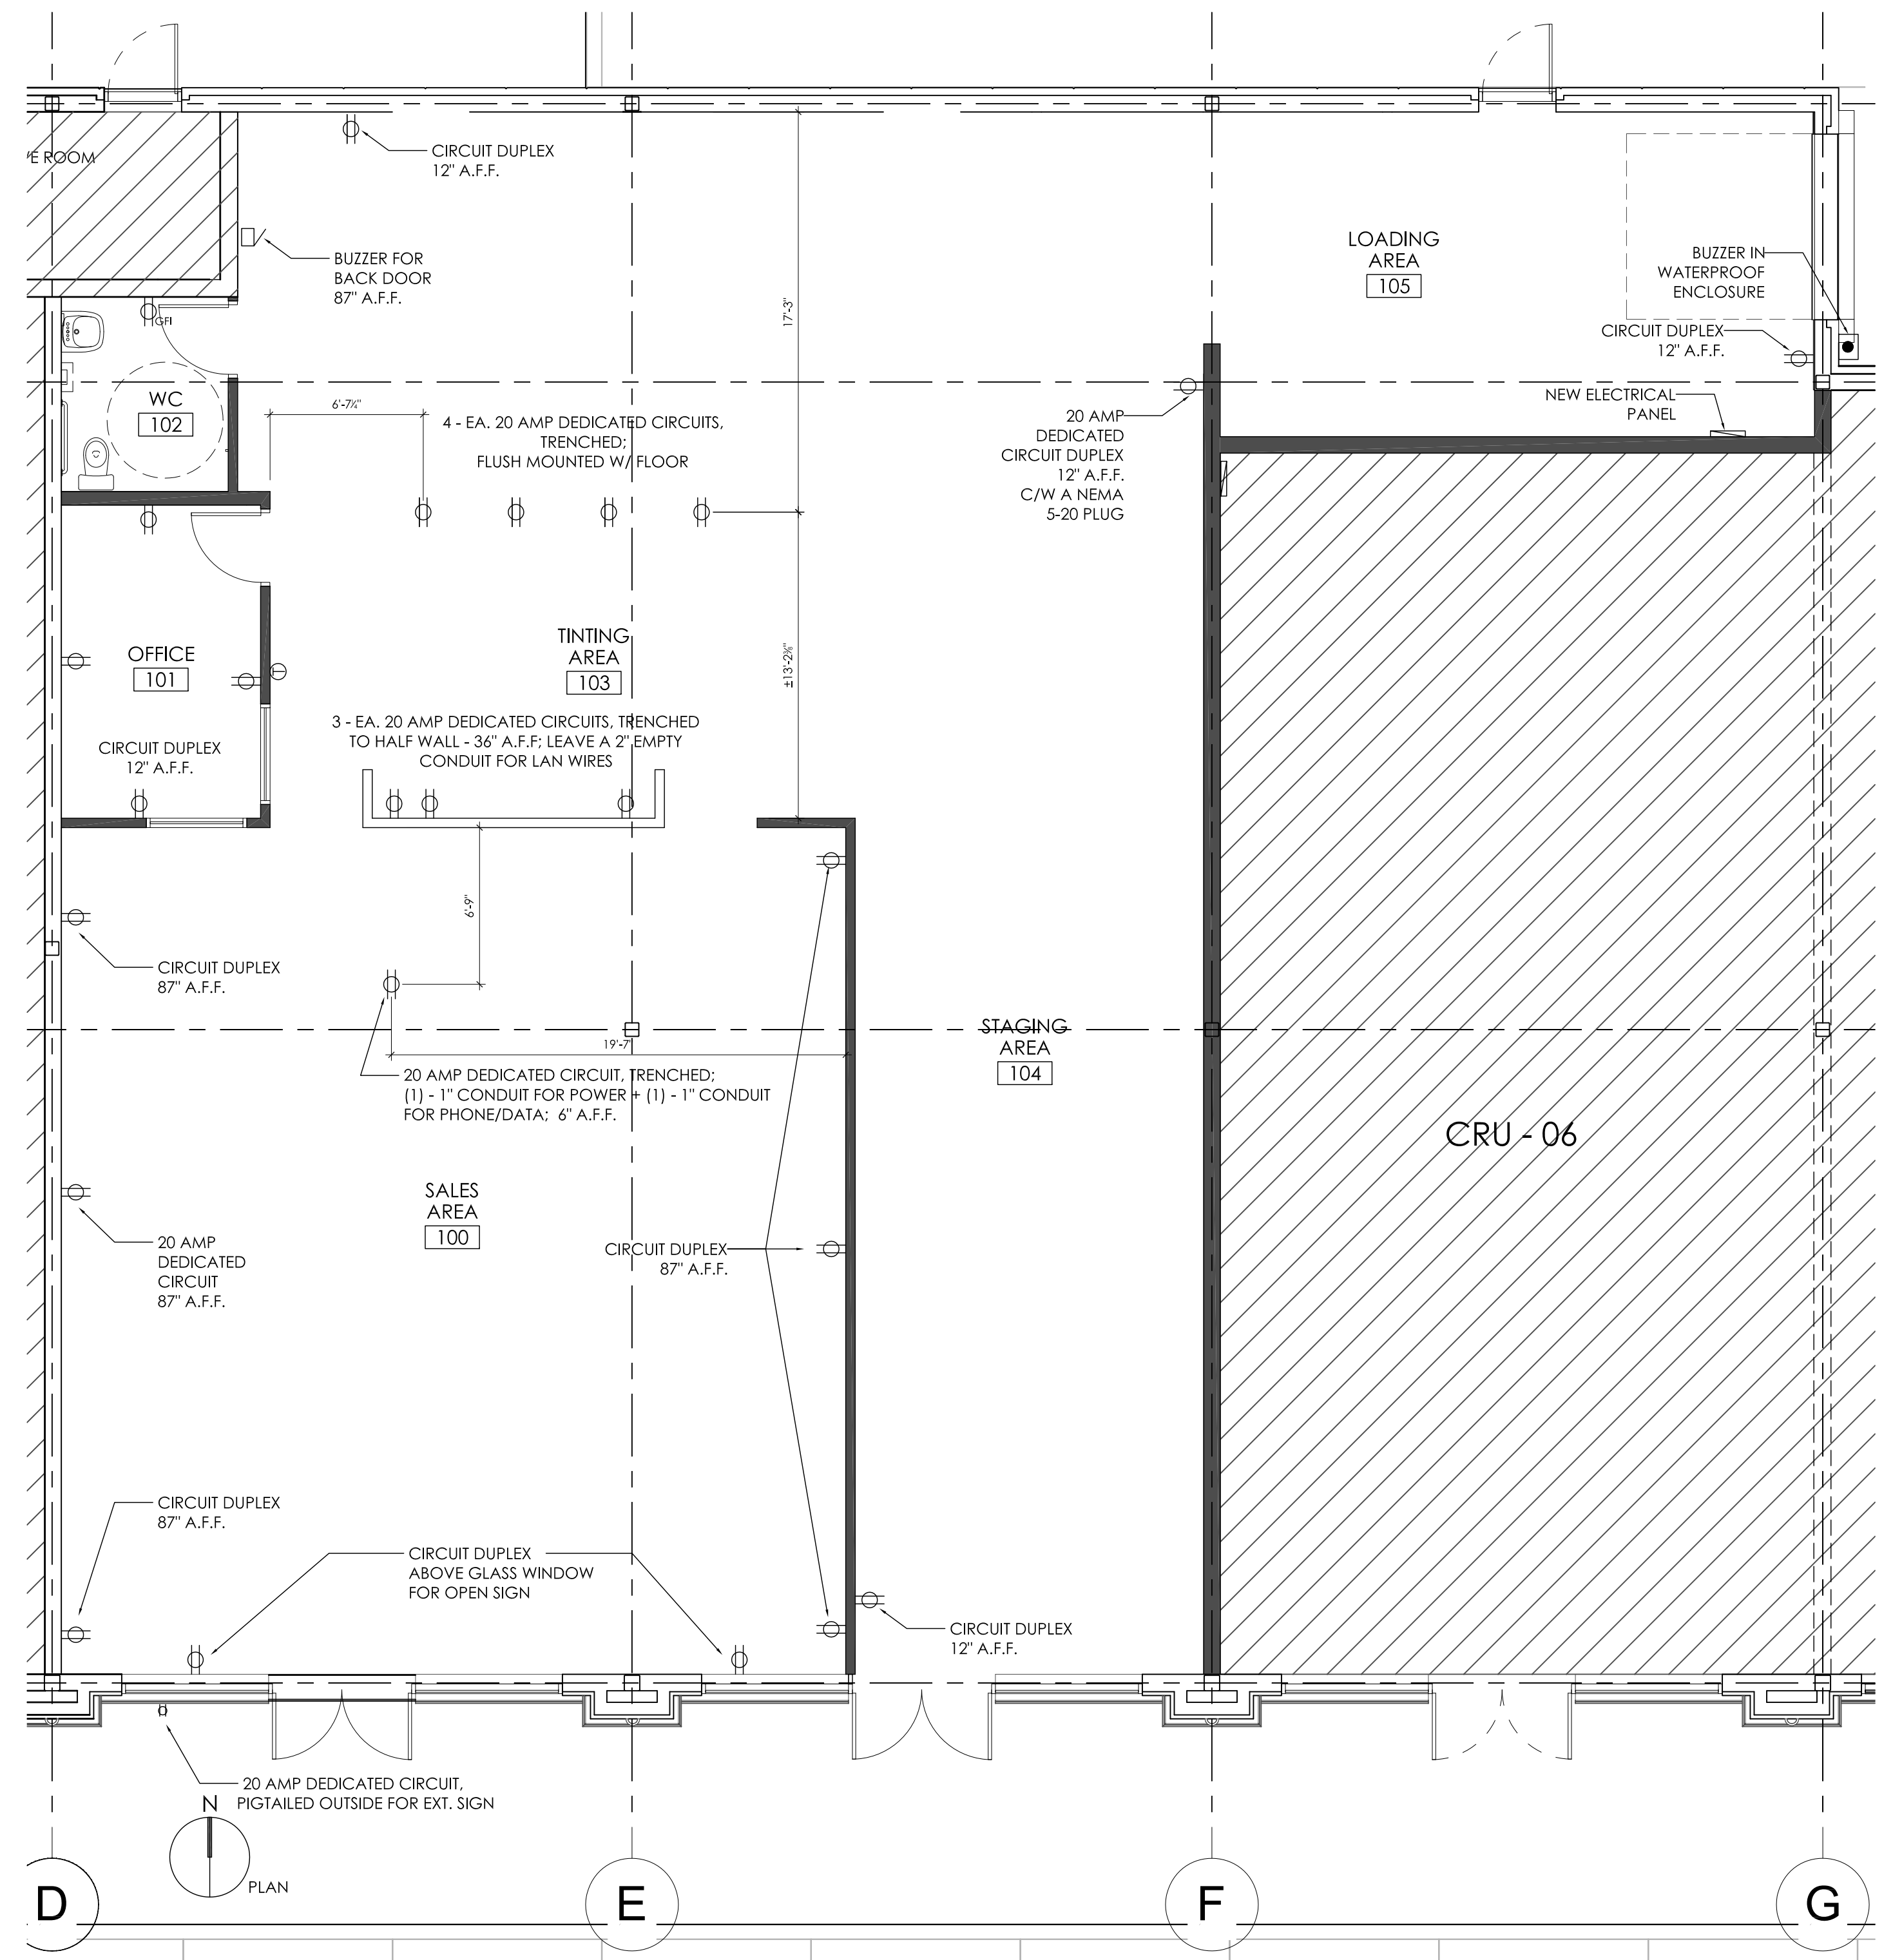 CIRCUIT DUPLEX
12" A.F.F.
ROOM
BUZZER FOR
BACK DOOR
87" A.F.F.
LOADING
AREA
105
BUZZER IN
WATERPROOF
ENCLOSURE
17'-3"
GFI
CIRCUIT DUPLEX
12" A.F.F.
WC
102
6'-7¼"
4 - EA. 20 AMP DEDICATED CIRCUITS,
TRENCHED;
FLUSH MOUNTED W/ FLOOR
20 AMP
DEDICATED
CIRCUIT DUPLEX
12" A.F.F.
C/W A NEMA
5-20 PLUG
NEW ELECTRICAL
PANEL
OFFICE
101
TINTING
AREA
103
±13'-2⅜"
3 - EA. 20 AMP DEDICATED CIRCUITS, TRENCHED
TO HALF WALL - 36" A.F.F; LEAVE A 2" EMPTY
CONDUIT FOR LAN WIRES
CIRCUIT DUPLEX
12" A.F.F.
6'-9"
CIRCUIT DUPLEX
87" A.F.F.
STAGING
AREA
104
19'-7"
20 AMP DEDICATED CIRCUIT, TRENCHED;
(1) - 1" CONDUIT FOR POWER + (1) - 1" CONDUIT
FOR PHONE/DATA; 6" A.F.F.
CRU - 06
SALES
AREA
100
20 AMP
DEDICATED
CIRCUIT
87" A.F.F.
CIRCUIT DUPLEX
87" A.F.F.
CIRCUIT DUPLEX
87" A.F.F.
CIRCUIT DUPLEX
ABOVE GLASS WINDOW
FOR OPEN SIGN
CIRCUIT DUPLEX
12" A.F.F.
20 AMP DEDICATED CIRCUIT,
PIGTAILED OUTSIDE FOR EXT. SIGN
N
PLAN
D
E
F
G